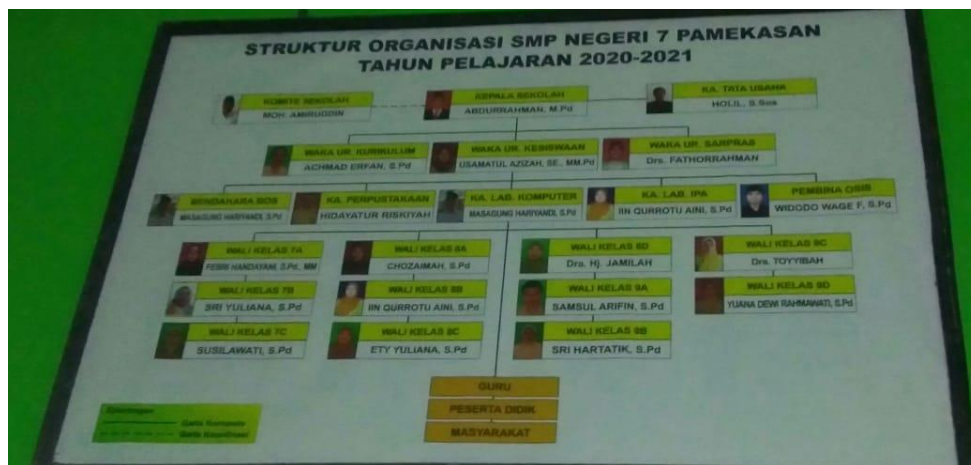 STRUKTUR ORGANISASI SMP NEGERI 7 PAMEKASAN
TAHUN PELAJARAN 2020-2021
KOMITE SEKOLAH
MOH. AMIRUDDIN
KEPALA SEKOLAH
ABDURRAHMAN, M.Pd
KA. TATA USAHA
HOLIL, S.Sos
WAKA UR. KURIKULUM
ACHMAD ERFAN, S.Pd
WAKA UR. KESISWAAN
USAMATUL AZIZAH, SE., MM.Pd
WAKA UR. SARPRAS
Drs. FATHORRAHMAN
BENDAHARA BOS
MASAGUNG HARIYANDI, S.Pd
KA. PERPUSTAKAAN
HIDAYATUR RISKIYAH
KA. LAB. KOMPUTER
MASAGUNG HARIYANDI, S.Pd
KA. LAB. IPA
IIN QURROTU AINI, S.Pd
PEMBINA OSIS
WIDODO WAGE F, S.Pd
WALI KELAS 7A
FEBRI HANDAYANI, S.Pd., MM
WALI KELAS 7B
SRI YULIANA, S.Pd
WALI KELAS 7C
SUSILAWATI, S.Pd
WALI KELAS 8A
CHOZAIMAH, S.Pd
WALI KELAS 8B
IIN QURROTU AINI, S.Pd
WALI KELAS 8C
ETY YULIANA, S.Pd
WALI KELAS 8D
Dra. Hj. JAMILAH
WALI KELAS 9A
SAMSUL ARIFIN, S.Pd
WALI KELAS 9B
SRI HARTATIK, S.Pd
WALI KELAS 9C
Dra. TOYYIBAH
WALI KELAS 9D
YUANA DEWI RAHMAWATI, S.Pd
GURU
PESERTA DIDIK
MASYARAKAT
Keterangan
Garis Komando
Garis Koordinasi